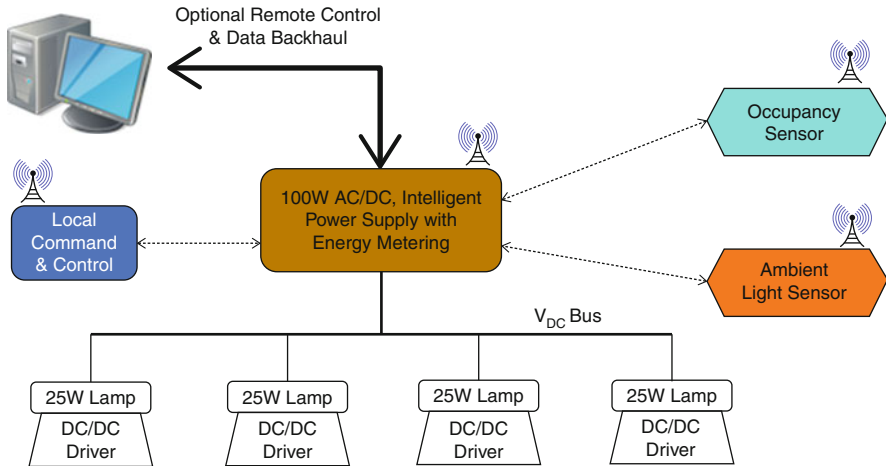 Optional Remote Control
& Data Backhaul
Occupancy
Sensor
100W AC/DC, Intelligent
Power Supply with
Energy Metering
Local
Command
& Control
Ambient
Light Sensor
VDC Bus
25W Lamp
DC/DC
Driver
25W Lamp
DC/DC
Driver
25W Lamp
DC/DC
Driver
25W Lamp
DC/DC
Driver